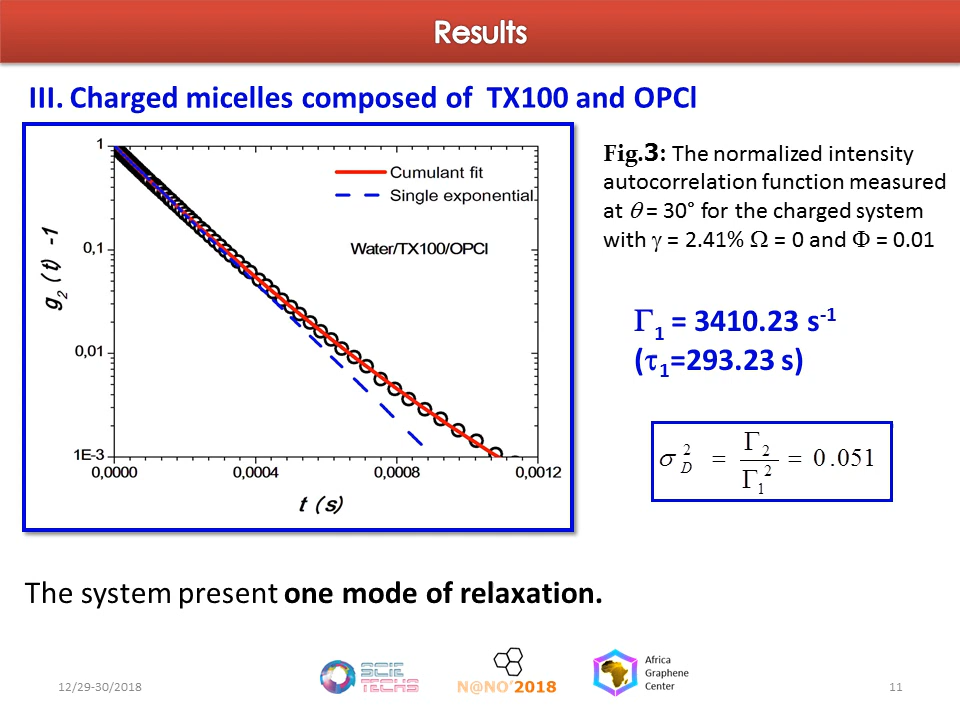 Results
III. Charged micelles composed of TX100 and OPCl
1
0,1
0,01
1E-3
g2 (t) -1
Cumulant fit
Single exponential
Water/TX100/OPCl
0,0000 0,0004 0,0008 0,0012
t (s)
Fig.3: The normalized intensity
autocorrelation function measured
at θ = 30° for the charged system
with γ = 2.41% Ω = 0 and Φ = 0.01
Γ1 = 3410.23 s-1
(τ1=293.23 s)
σD2 = Γ2 / Γ12 = 0.051
The system present one mode of relaxation.
12/29-30/2018
SCIE
TECHS
N@NO'2018
Africa
Graphene
Center
11